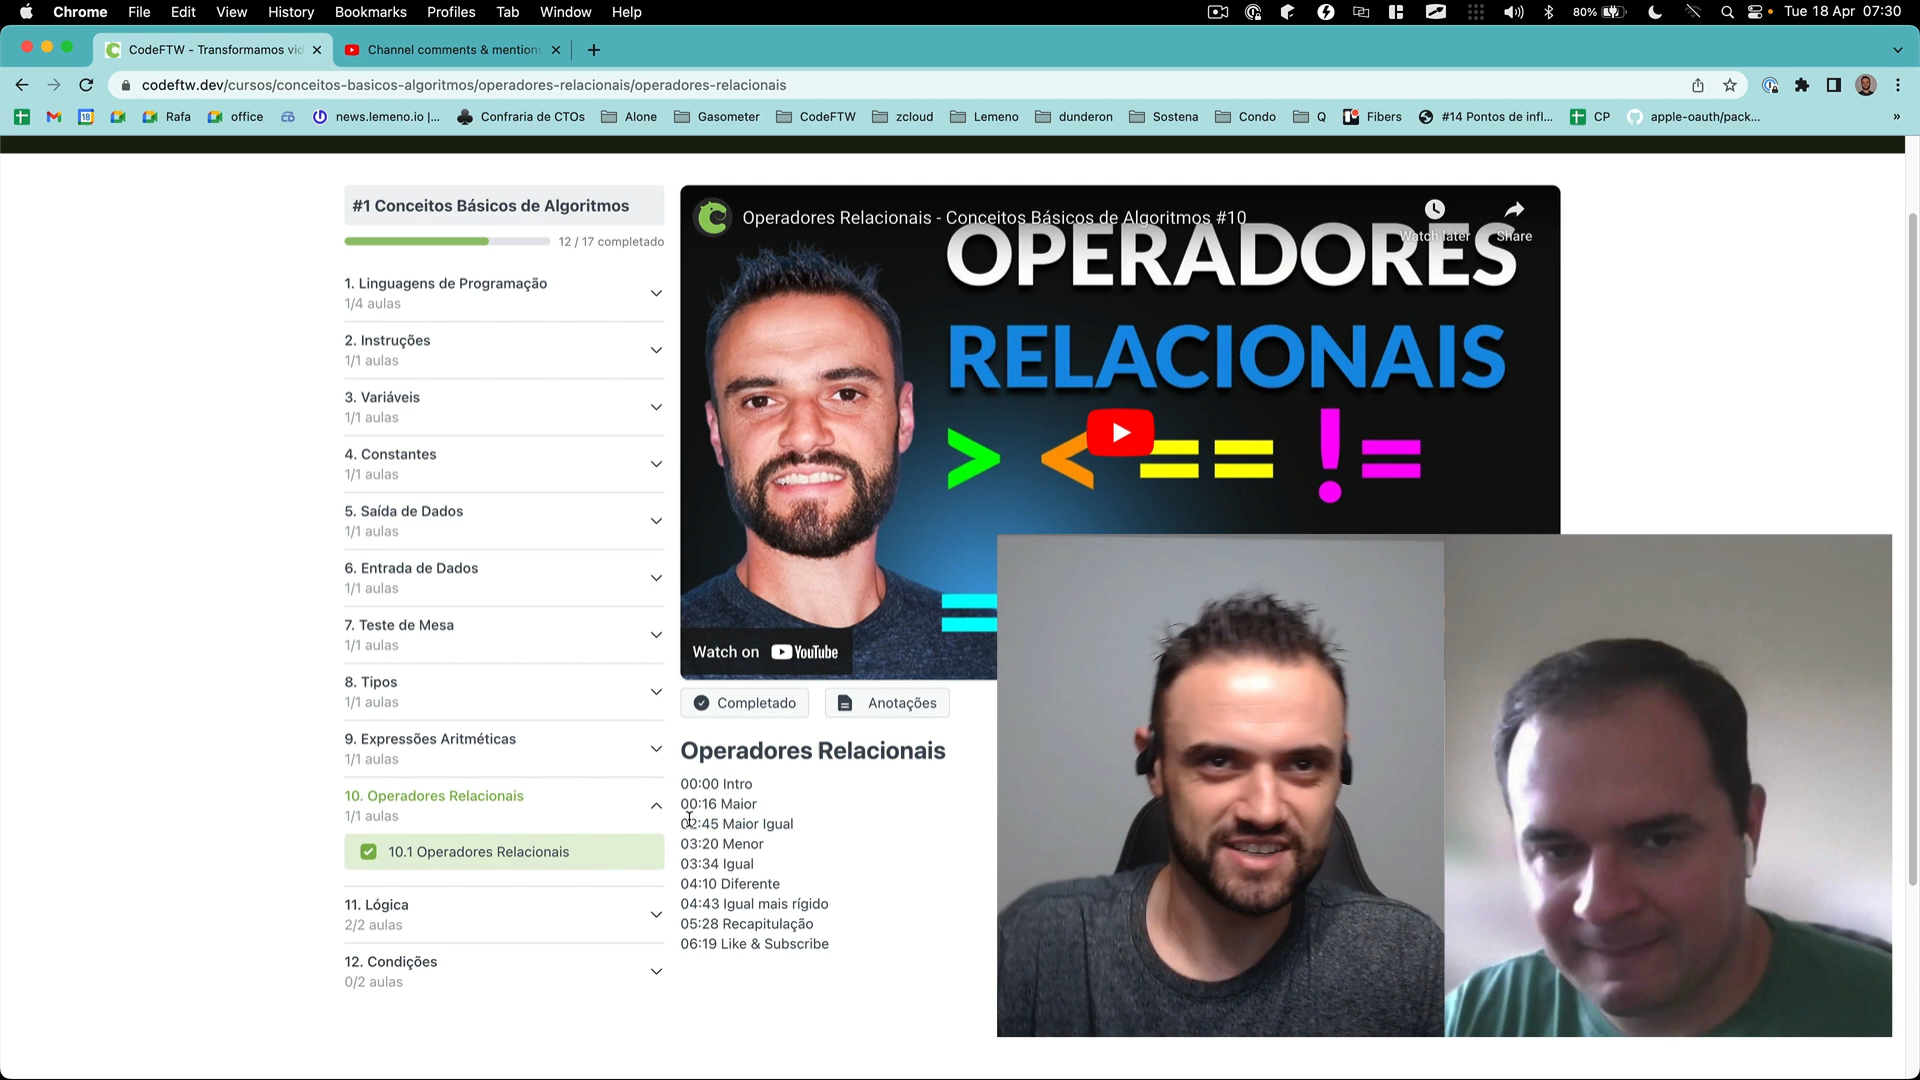 Chrome File Edit View History Bookmarks Profiles Tab Window Help 80% Tue 18 Apr 07:30
CodeFTW - Transformamos vid Channel comments & mention
codeftw.dev/cursos/conceitos-basicos-algoritmos/operadores-relacionais/operadores-relacionais
18 Rafa office news.lemeno.io |... Confraria de CTOs Alone Gasometer CodeFTW zcloud Lemeno dunderon Sostena Condo Q Fibers #14 Pontos de infl... CP apple-oauth/pack... »
#1 Conceitos Básicos de Algoritmos
12 / 17 completado
1. Linguagens de Programação
1/4 aulas
2. Instruções
1/1 aulas
3. Variáveis
1/1 aulas
4. Constantes
1/1 aulas
5. Saída de Dados
1/1 aulas
6. Entrada de Dados
1/1 aulas
7. Teste de Mesa
1/1 aulas
8. Tipos
1/1 aulas
9. Expressões Aritméticas
1/1 aulas
10. Operadores Relacionais
1/1 aulas
10.1 Operadores Relacionais
11. Lógica
2/2 aulas
12. Condições
0/2 aulas
Operadores Relacionais - Conceitos Básicos de Algoritmos #10
Watch later Share
OPERADORES
RELACIONAIS
> < == !=
=
Watch on YouTube
Completado Anotações
Operadores Relacionais
00:00 Intro
00:16 Maior
02:45 Maior Igual
03:20 Menor
03:34 Igual
04:10 Diferente
04:43 Igual mais rígido
05:28 Recapitulação
06:19 Like & Subscribe